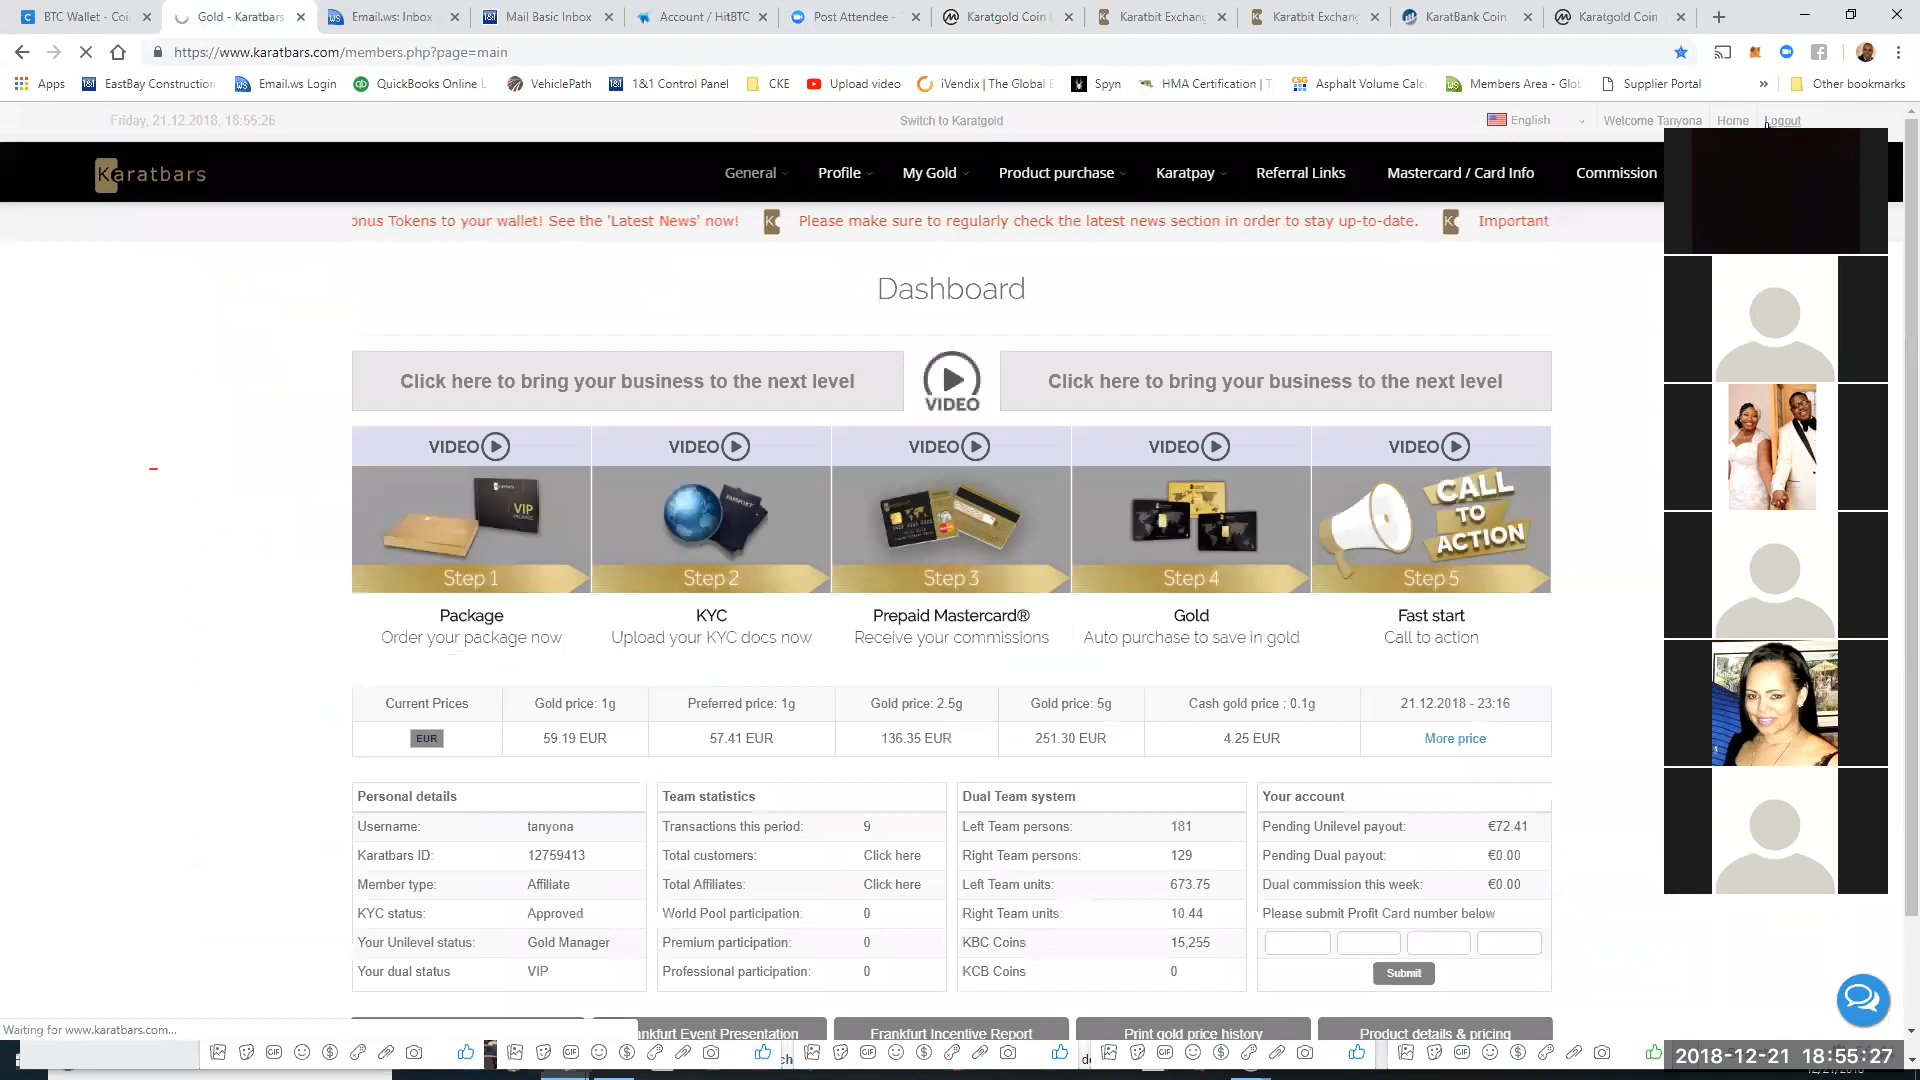 BTC Wallet - Coi
Gold - Karatbars
Email.ws: Inbox
Mail Basic Inbox
Account / HitBTC
Post Attendee -
Karatgold Coin
Karatbit Exchang
Karatbit Exchang
KaratBank Coin
Karatgold Coin
https://www.karatbars.com/members.php?page=main
Apps
EastBay Construction
Email.ws Login
QuickBooks Online L
VehiclePath
1&1 Control Panel
CKE
Upload video
iVendix | The Global E
Spyn
HMA Certification | T
Asphalt Volume Calcu
Members Area - Glob
Supplier Portal
» Other bookmarks
Friday, 21.12.2018, 18:55:26
Switch to Karatgold
English
Welcome Tanyona
Home
Logout
Karatbars
General
Profile
My Gold
Product purchase
Karatpay
Referral Links
Mastercard / Card Info
Commission
onus Tokens to your wallet! See the 'Latest News' now!
Please make sure to regularly check the latest news section in order to stay up-to-date.
Important
Dashboard
Click here to bring your business to the next level
VIDEO
Click here to bring your business to the next level
VIDEO VIDEO VIDEO VIDEO VIDEO
VIP
PASSPORT
CALL TO ACTION
Step 1 Step 2 Step 3 Step 4 Step 5
Package KYC Prepaid Mastercard® Gold Fast start
Order your package now Upload your KYC docs now Receive your commissions Auto purchase to save in gold Call to action
Current Prices Gold price: 1g Preferred price: 1g Gold price: 2.5g Gold price: 5g Cash gold price : 0.1g 21.12.2018 - 23:16
EUR 59.19 EUR 57.41 EUR 136.35 EUR 251.30 EUR 4.25 EUR More price
Personal details
Username: tanyona
Karatbars ID: 12759413
Member type: Affiliate
KYC status: Approved
Your Unilevel status: Gold Manager
Your dual status VIP
Team statistics
Transactions this period: 9
Total customers: Click here
Total Affiliates: Click here
World Pool participation: 0
Premium participation: 0
Professional participation: 0
Dual Team system
Left Team persons: 181
Right Team persons: 129
Left Team units: 673.75
Right Team units: 10.44
KBC Coins 15,255
KCB Coins 0
Your account
Pending Unilevel payout: €72.41
Pending Dual payout: €0.00
Dual commission this week: €0.00
Please submit Profit Card number below
Submit
Waiting for www.karatbars.com...
nkfurt Event Presentation
Frankfurt Incentive Report
Print gold price history
Product details & pricing
2018-12-21 18:55:27